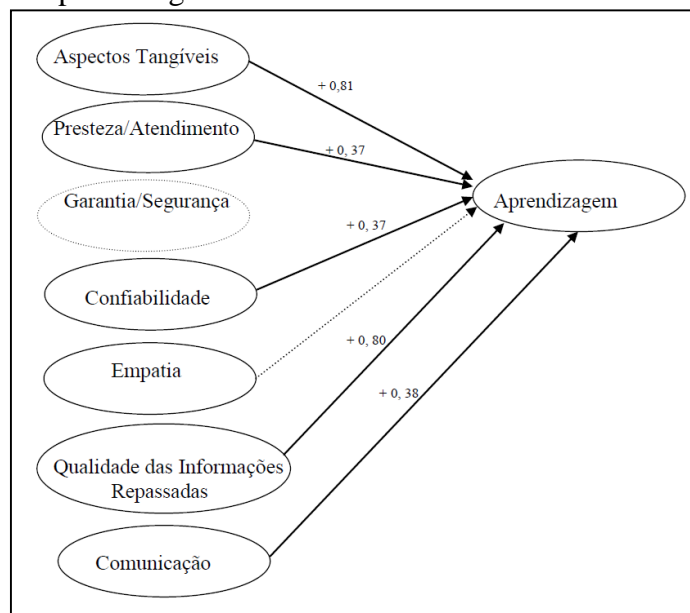 Aspectos Tangíveis
+ 0,81
Presteza/Atendimento
+ 0, 37
Garantia/Segurança
Aprendizagem
+ 0, 37
Confiabilidade
+ 0, 80
Empatia
+ 0, 38
Qualidade das Informações
Repassadas
Comunicação